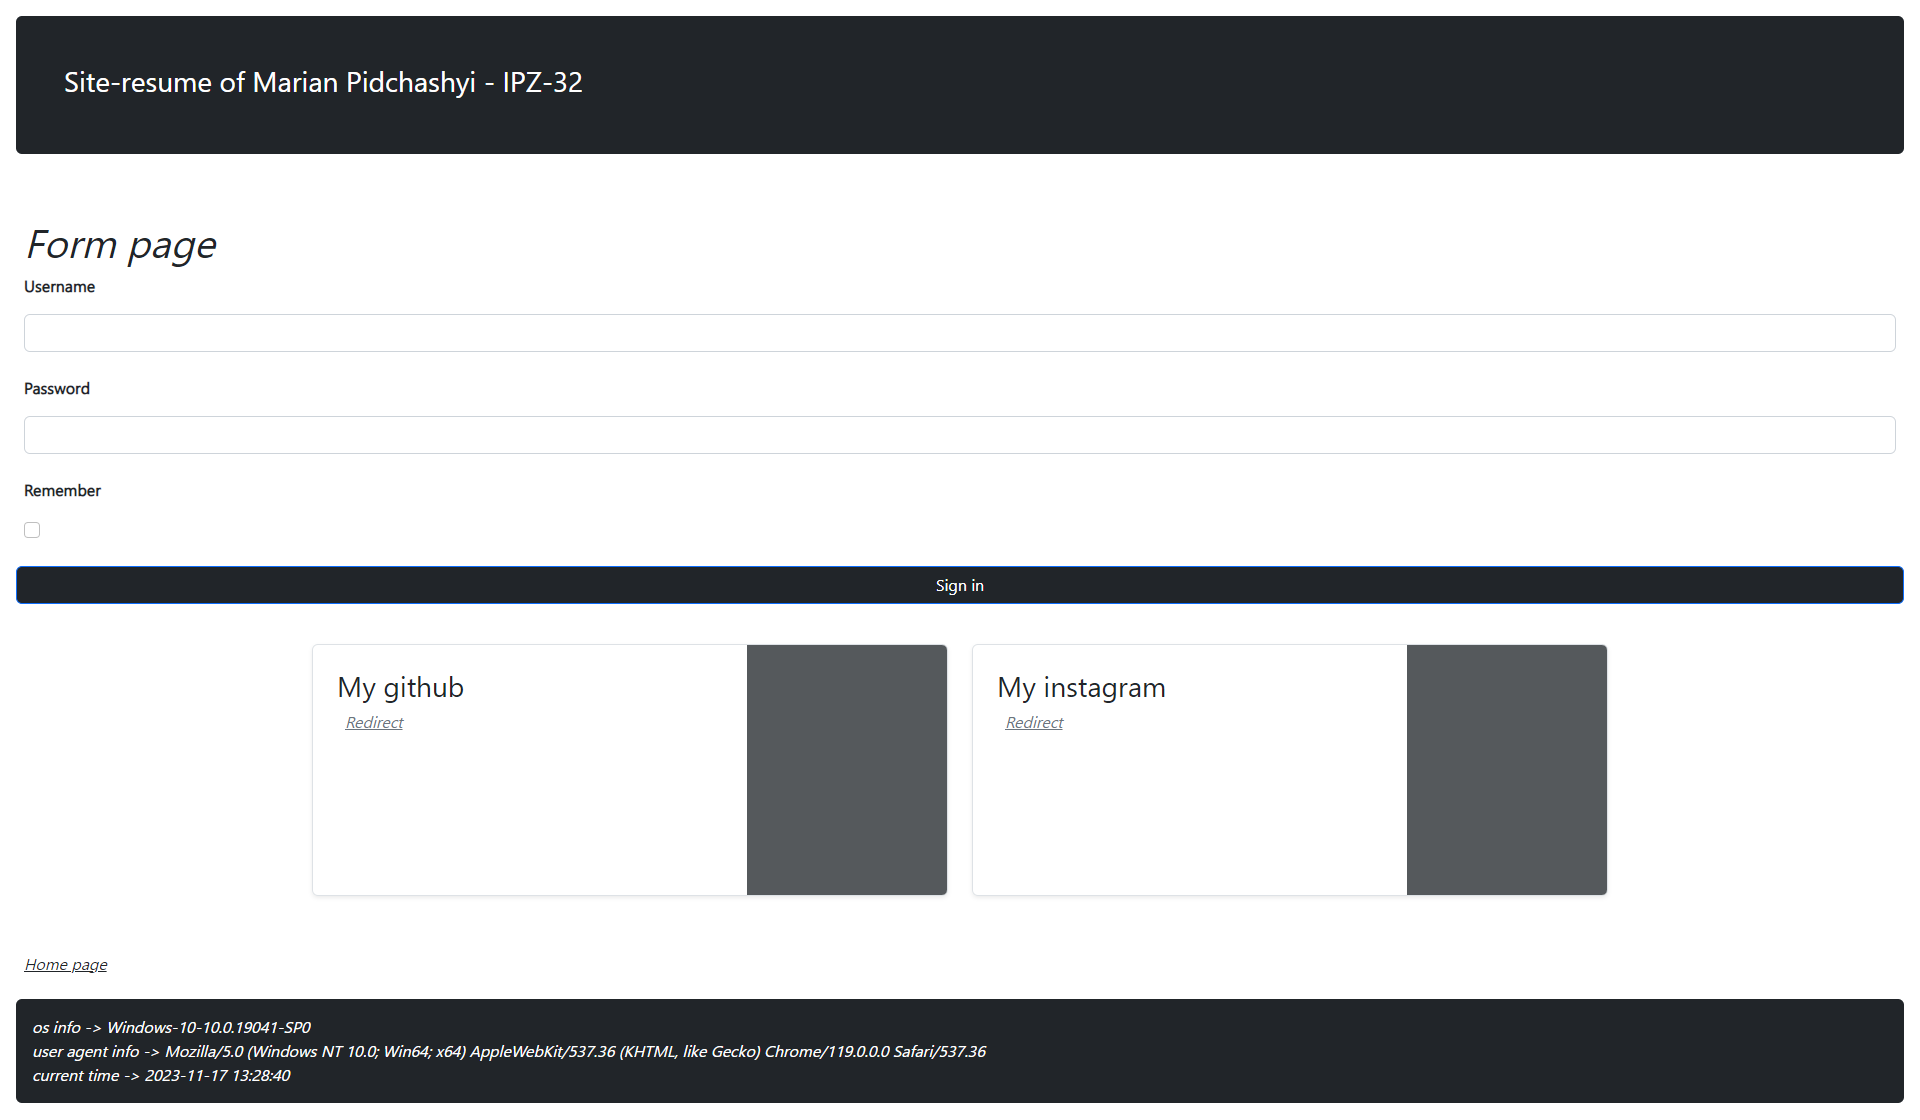 Site-resume of Marian Pidchashyi - IPZ-32
Form page
Username
Password
Remember
Sign in
My github
Redirect
My instagram
Redirect
Home page
os info -> Windows-10-10.0.19041-SP0
user agent info -> Mozilla/5.0 (Windows NT 10.0; Win64; x64) AppleWebKit/537.36 (KHTML, like Gecko) Chrome/119.0.0.0 Safari/537.36
current time -> 2023-11-17 13:28:40